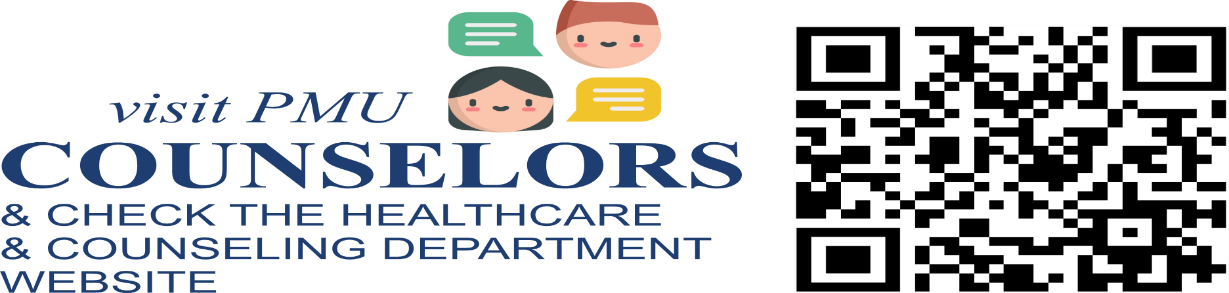 visit PMU
COUNSELORS
& CHECK THE HEALTHCARE
& COUNSELING DEPARTMENT
WEBSITE